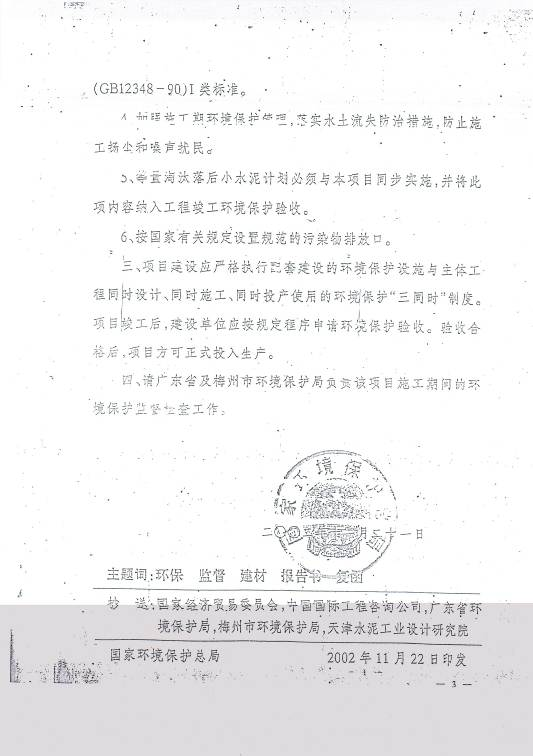 (GB12348-90)Ⅰ类标准。
4、加强施工期环境保护管理,落实水土流失防治措施,防止施
工扬尘和噪声扰民。
5、等量淘汰落后小水泥计划必须与本项目同步实施,并将此
项内容纳入工程竣工环境保护验收。
6、按国家有关规定设置规范的污染物排放口。
三、项目建设应严格执行配套建设的环境保护设施与主体工
程同时设计、同时施工、同时投产使用的环境保护“三同时”制度。
项目竣工后,建设单位应按规定程序申请环境保护验收。验收合
格后,项目方可正式投入生产。
四、请广东省及梅州市环境保护局负责该项目施工期间的环
境保护监督检查工作。
家环境保
二 月二十一日
主题词:环保 监督 建材 报告书 复函
抄 送:国家经济贸易委员会,中国国际工程咨询公司,广东省环
境保护局,梅州市环境保护局,天津水泥工业设计研究院
国家环境保护总局 2002年11月22日印发
— 3 —